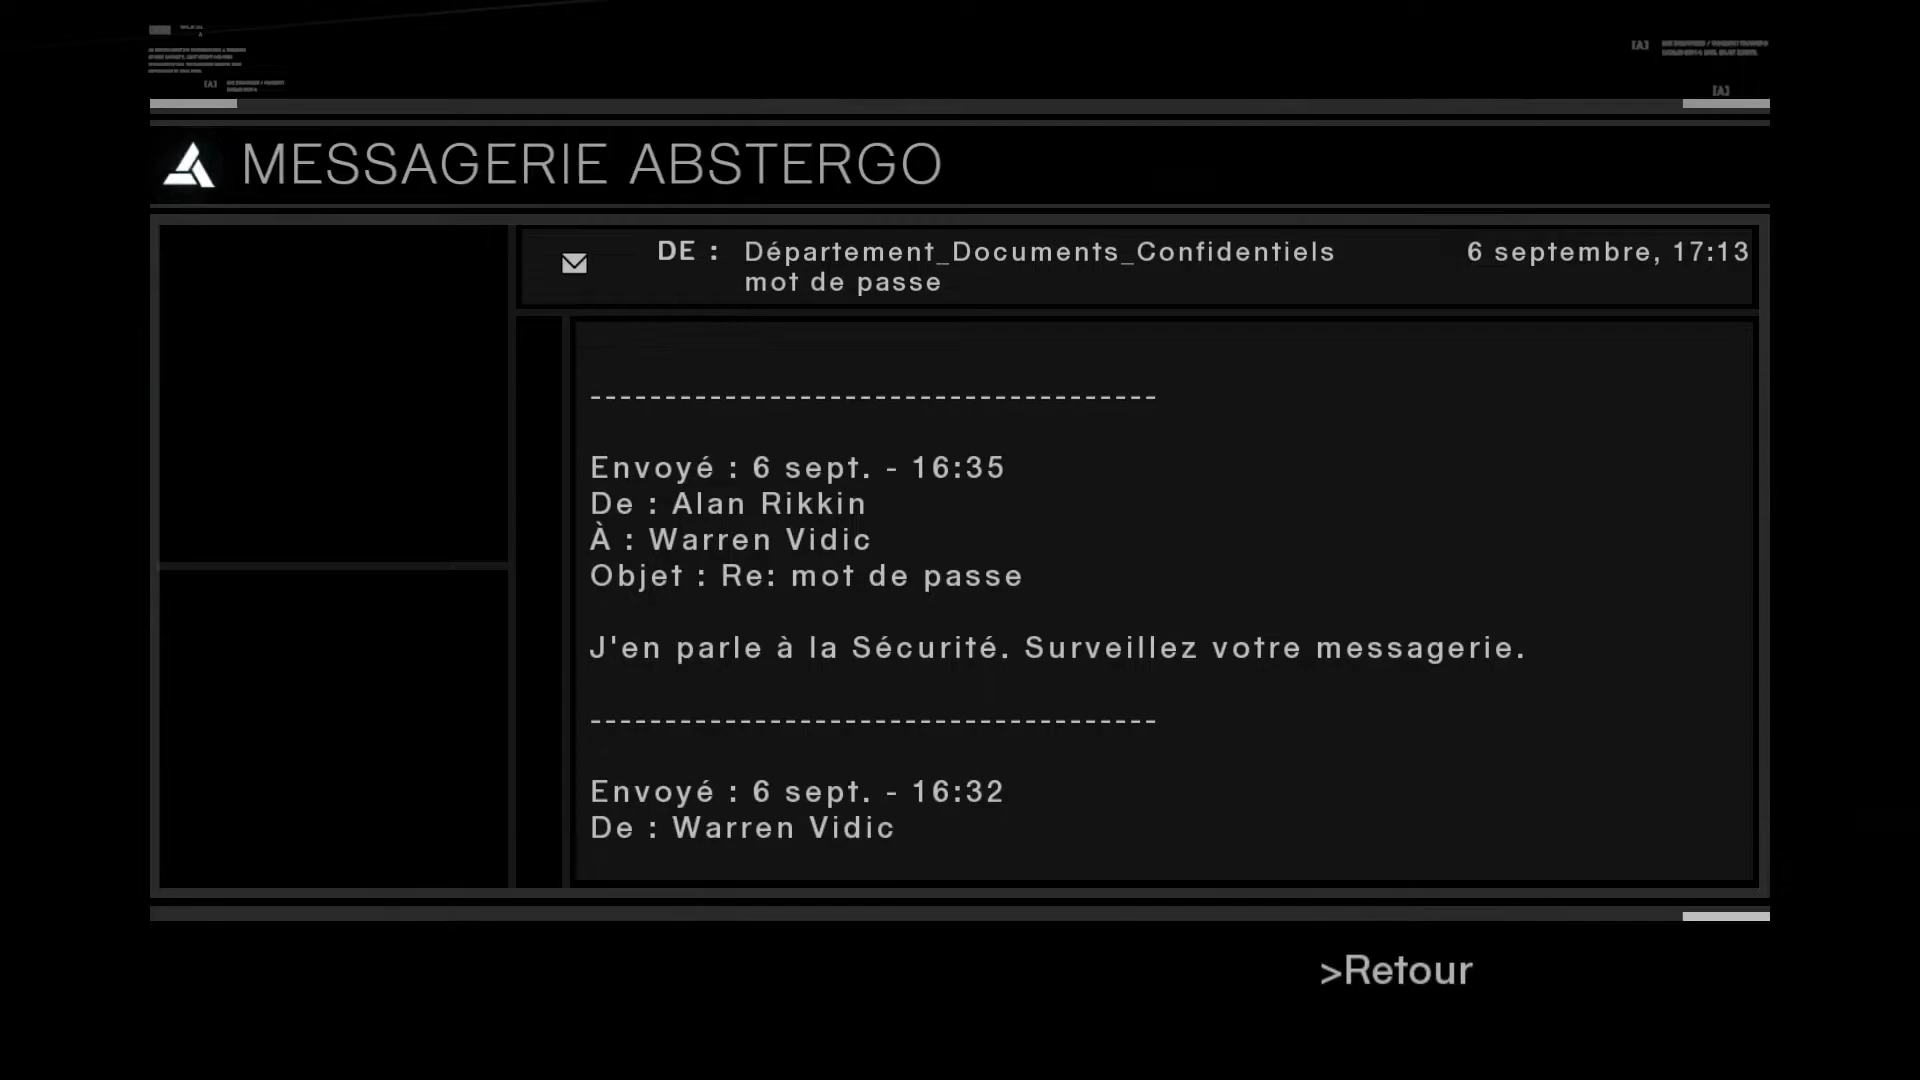 [A]
[A]
[A]
MESSAGERIE ABSTERGO
DE : Département_Documents_Confidentiels 6 septembre, 17:13
mot de passe
--------------------------------------
Envoyé : 6 sept. - 16:35
De : Alan Rikkin
À : Warren Vidic
Objet : Re: mot de passe
J'en parle à la Sécurité. Surveillez votre messagerie.
--------------------------------------
Envoyé : 6 sept. - 16:32
De : Warren Vidic
>Retour